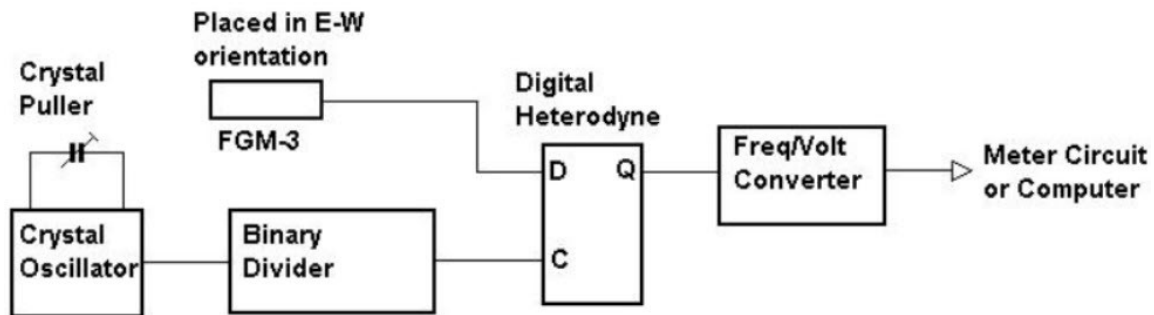 Placed in E-W
orientation
Crystal
Puller
FGM-3
Digital
Heterodyne
D
Q
C
Freq/Volt
Converter
Meter Circuit
or Computer
Crystal
Oscillator
Binary
Divider